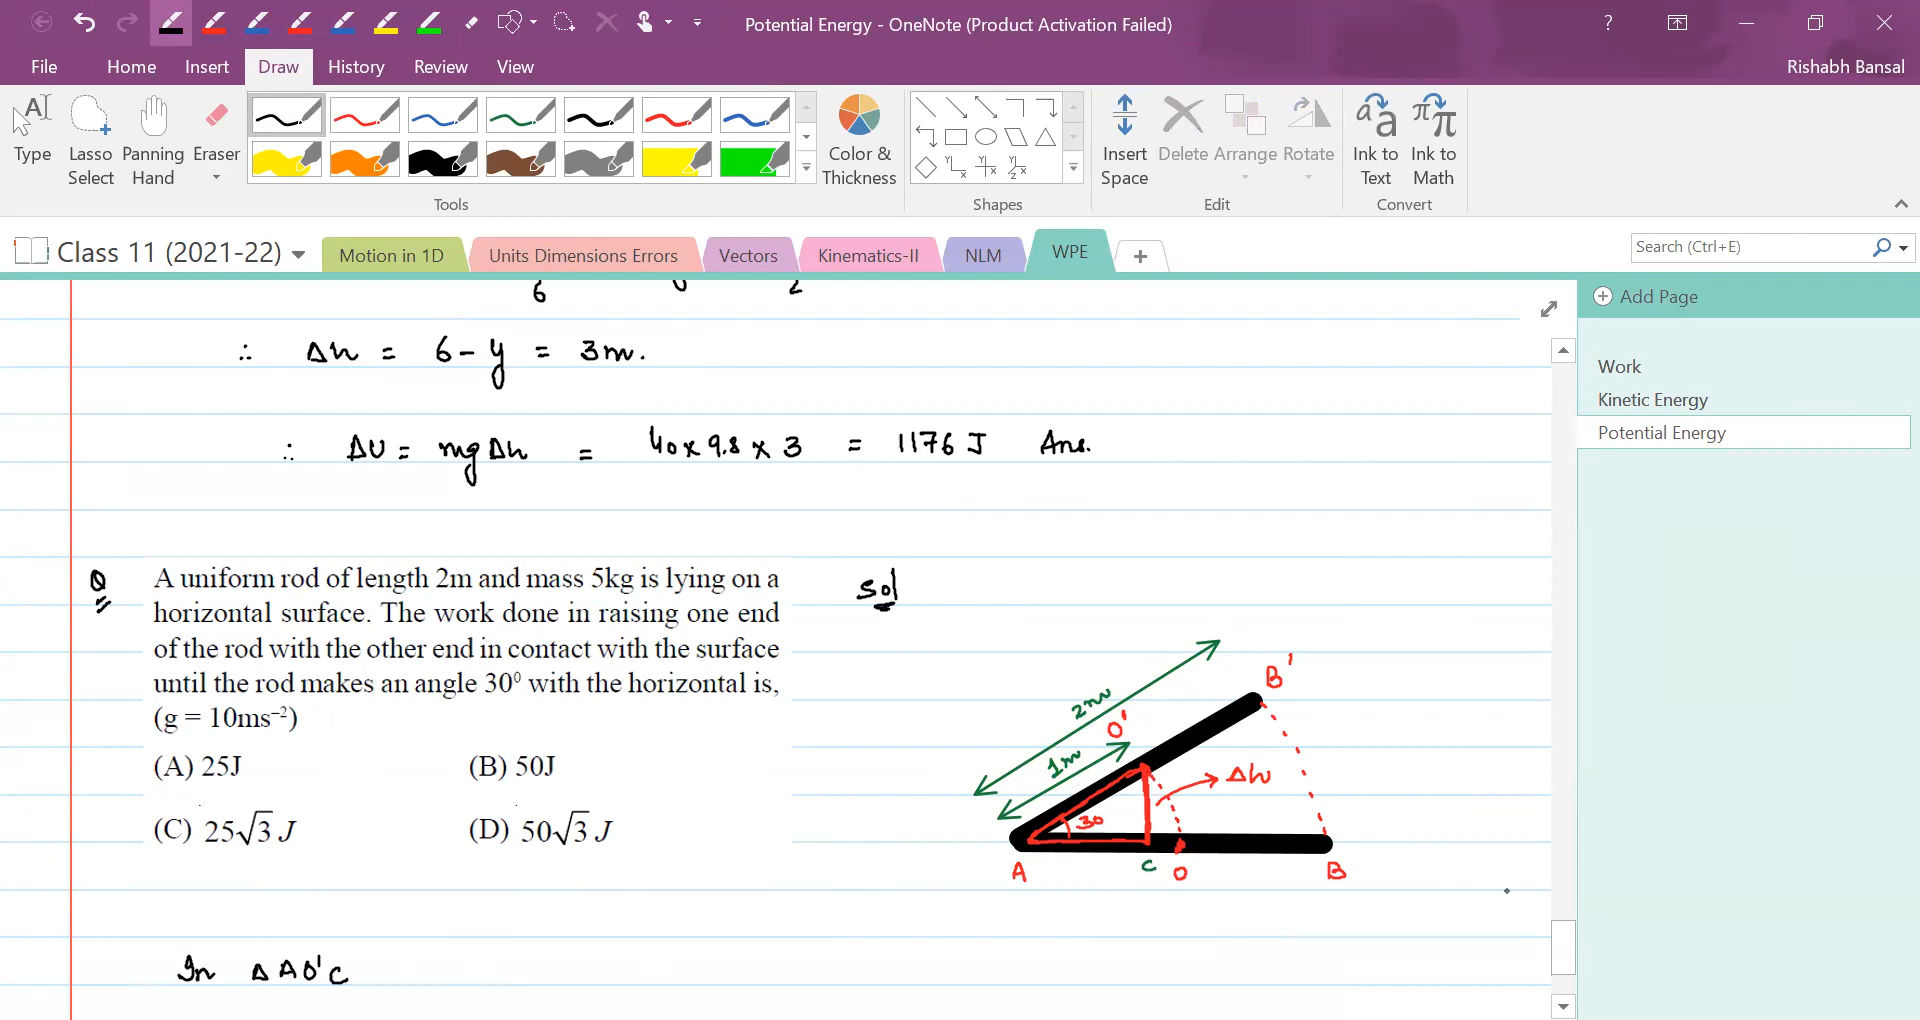 Potential Energy - OneNote (Product Activation Failed)
?
File Home Insert Draw History Review View
Rishabh Bansal
Type
Lasso Select
Panning Hand
Eraser
Color & Thickness
Insert Space
Delete
Arrange
Rotate
Ink to Text
Ink to Math
Tools
Shapes
Edit
Convert
Class 11 (2021-22)
Motion in 1D
Units Dimensions Errors
Vectors
Kinematics-II
NLM
WPE
+
Search (Ctrl+E)
Add Page
Work
Kinetic Energy
Potential Energy
6 2
∴ Δh = 6 - y = 3m.
∴ ΔU = mgΔh = 40 x 9.8 x 3 = 1176 J Ans.
Q
A uniform rod of length 2m and mass 5kg is lying on a
horizontal surface. The work done in raising one end
of the rod with the other end in contact with the surface
until the rod makes an angle 30⁰ with the horizontal is,
(g = 10ms⁻²)
(A) 25J (B) 50J
(C) 25√3 J (D) 50√3 J
Sol
2m
1m
O'
B'
Δh
30
A
C
O
B
In Δ AO'C